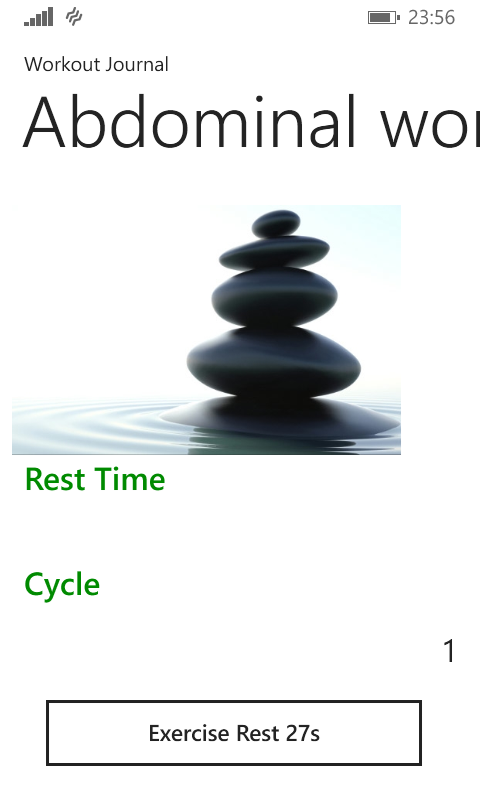 23:56
Workout Journal
Abdominal wor
Rest Time
Cycle
1
Exercise Rest 27s